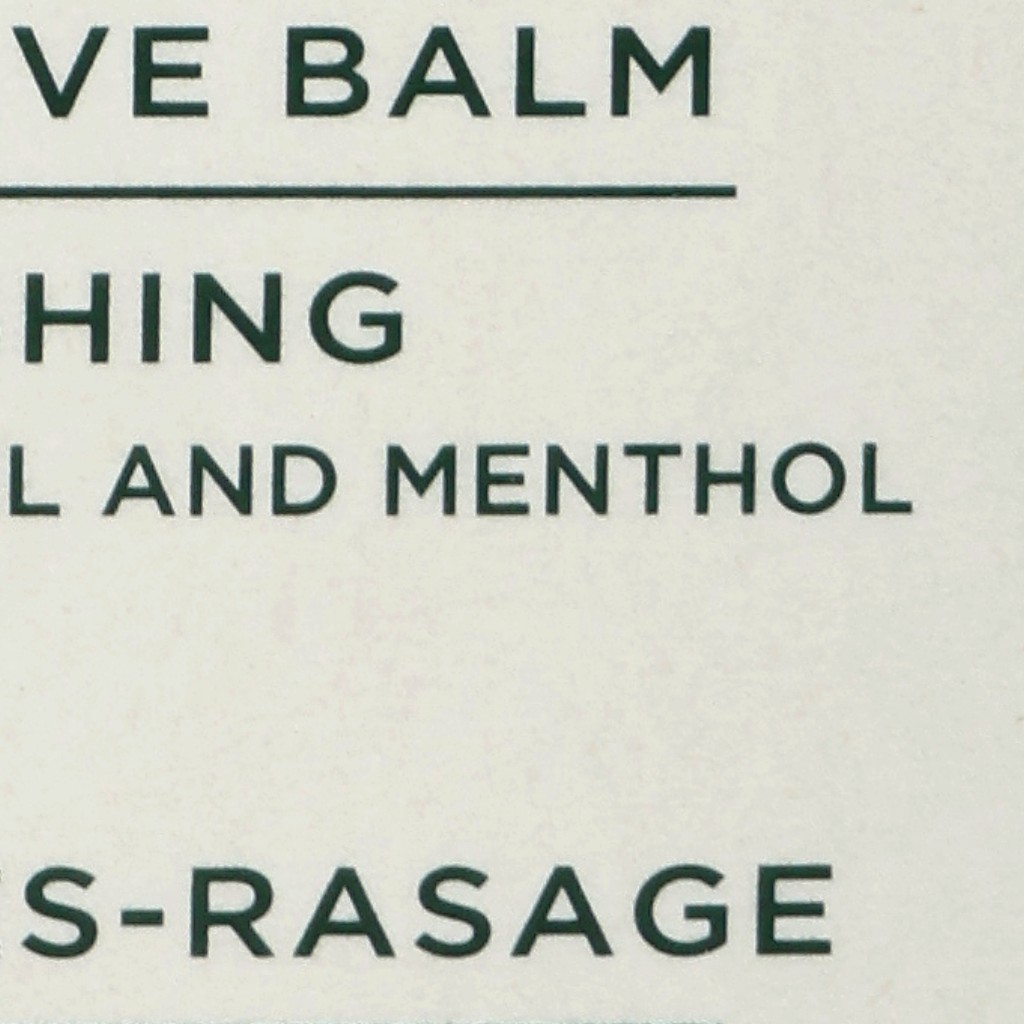 VE BALM
HING
L AND MENTHOL
S-RASAGE